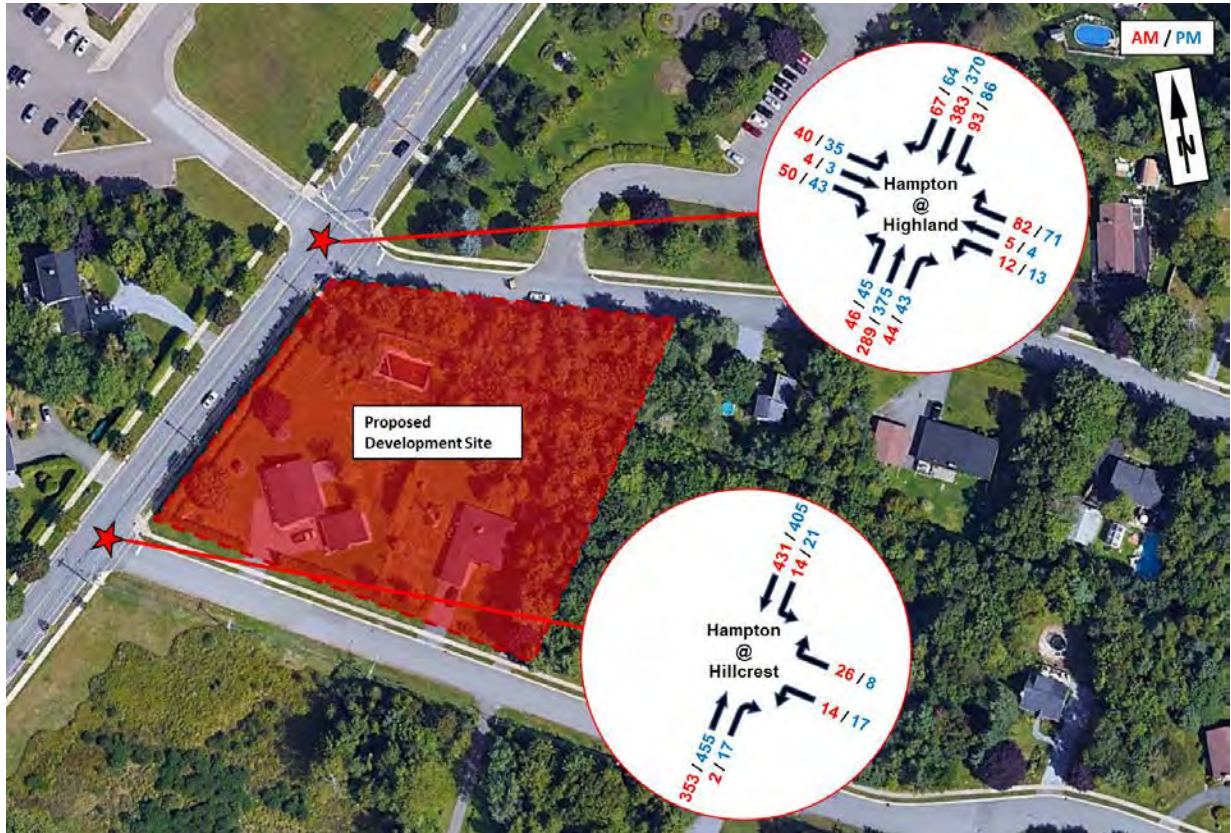 AM / PM
N
67 / 64
383 / 370
93 / 86
40 / 35
4 / 3
50 / 43
Hampton
@
Highland
82 / 71
5 / 4
12 / 13
46 / 45
289 / 375
44 / 43
Proposed
Development Site
431 / 405
14 / 21
Hampton
@
Hillcrest
26 / 8
14 / 17
353 / 455
2 / 17